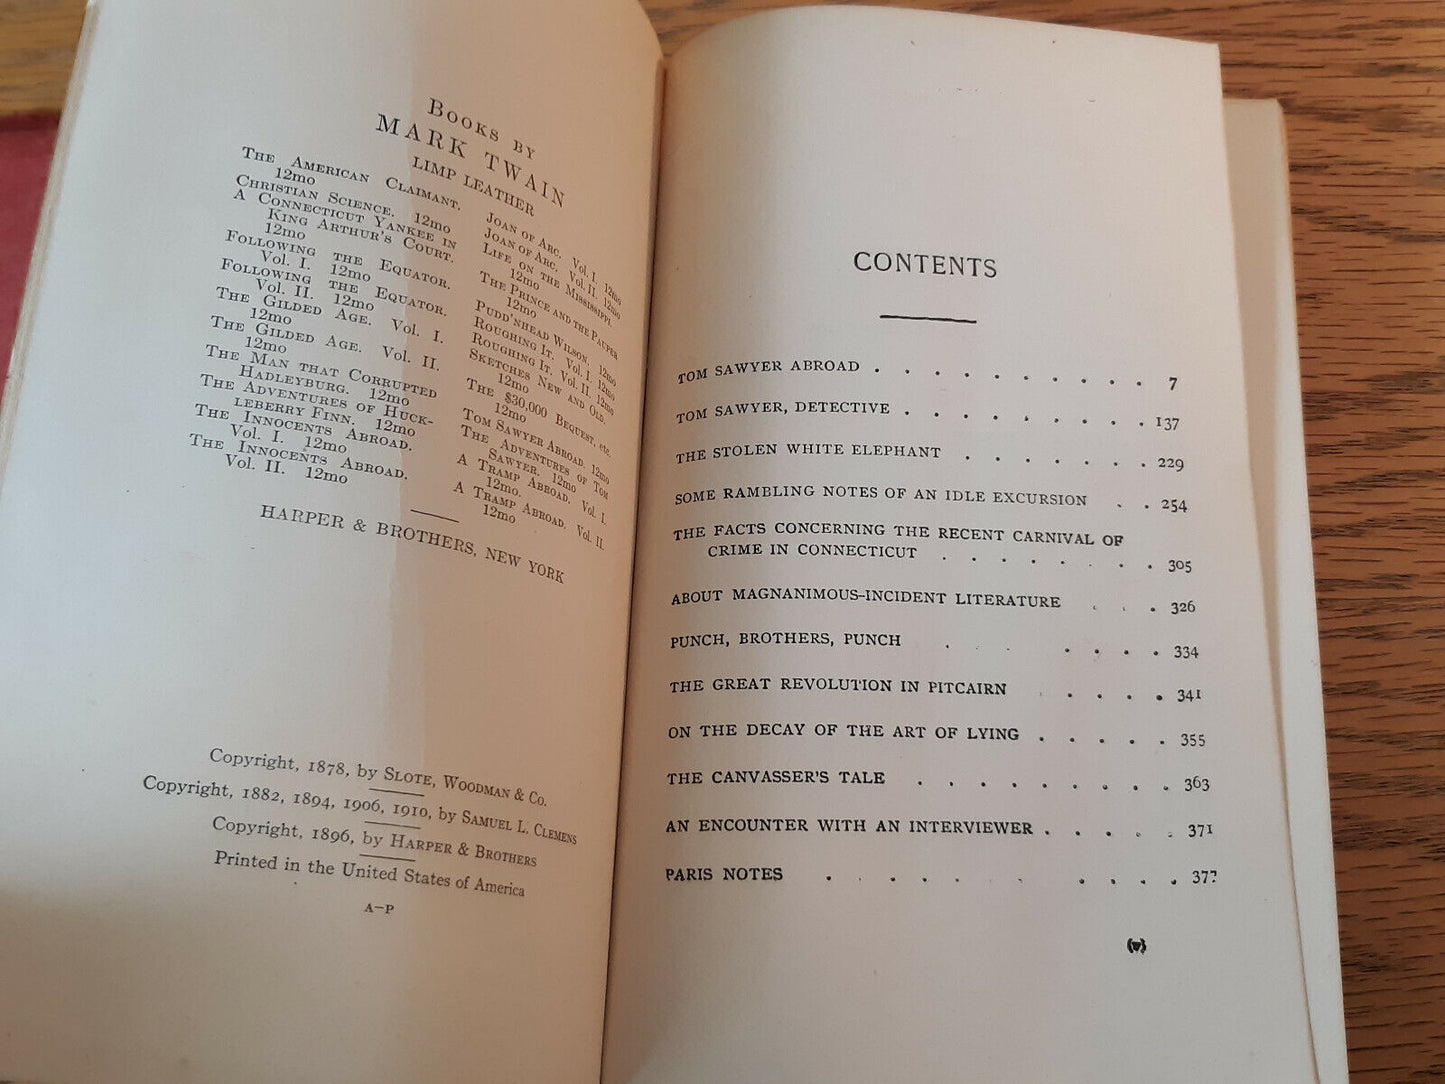 BOOKS BY
MARK TWAIN
LIMP LEATHER
THE AMERICAN CLAIMANT.
12mo
CHRISTIAN SCIENCE. 12mo
A CONNECTICUT YANKEE IN
KING ARTHUR'S COURT.
12mo
FOLLOWING THE EQUATOR.
Vol. I. 12mo
FOLLOWING THE EQUATOR.
Vol. II. 12mo
THE GILDED AGE. Vol. I.
12mo
THE GILDED AGE. Vol. II.
12mo
THE MAN THAT CORRUPTED
HADLEYBURG. 12mo
THE ADVENTURES OF HUCK-
LEBERRY FINN. 12mo
THE INNOCENTS ABROAD.
Vol. I. 12mo
THE INNOCENTS ABROAD.
Vol. II. 12mo
JOAN OF ARC. Vol. I. 12mo
JOAN OF ARC. Vol. II. 12mo
LIFE ON THE MISSISSIPPI.
12mo
THE PRINCE AND THE PAUPER
12mo
PUDD'NHEAD WILSON. 12mo
ROUGHING IT. Vol. I 12mo
ROUGHING IT. Vol. II. 12mo
SKETCHES NEW AND OLD.
12mo
THE $30,000 BEQUEST, etc.
12mo
TOM SAWYER ABROAD. 12mo
THE ADVENTURES OF TOM
SAWYER. 12mo
A TRAMP ABROAD. Vol. I.
12mo.
A TRAMP ABROAD. Vol. II.
12mo
HARPER & BROTHERS, NEW YORK
Copyright, 1878, by SLOTE, WOODMAN & CO.
Copyright, 1882, 1894, 1906, 1910, by SAMUEL L. CLEMENS
Copyright, 1896, by HARPER & BROTHERS
Printed in the United States of America
A-P
CONTENTS
TOM SAWYER ABROAD . . . . . . . . . . 7
TOM SAWYER, DETECTIVE . . . . . . . . . 137
THE STOLEN WHITE ELEPHANT . . . . . . . 229
SOME RAMBLING NOTES OF AN IDLE EXCURSION . . 254
THE FACTS CONCERNING THE RECENT CARNIVAL OF
CRIME IN CONNECTICUT . . . . . . . . 305
ABOUT MAGNANIMOUS-INCIDENT LITERATURE . . . 326
PUNCH, BROTHERS, PUNCH . . . . . . 334
THE GREAT REVOLUTION IN PITCAIRN . . . . . 341
ON THE DECAY OF THE ART OF LYING . . . . . 355
THE CANVASSER'S TALE . . . . . . . . . 363
AN ENCOUNTER WITH AN INTERVIEWER . . . . . 371
PARIS NOTES . . . . . . . . . . . 377
(v)